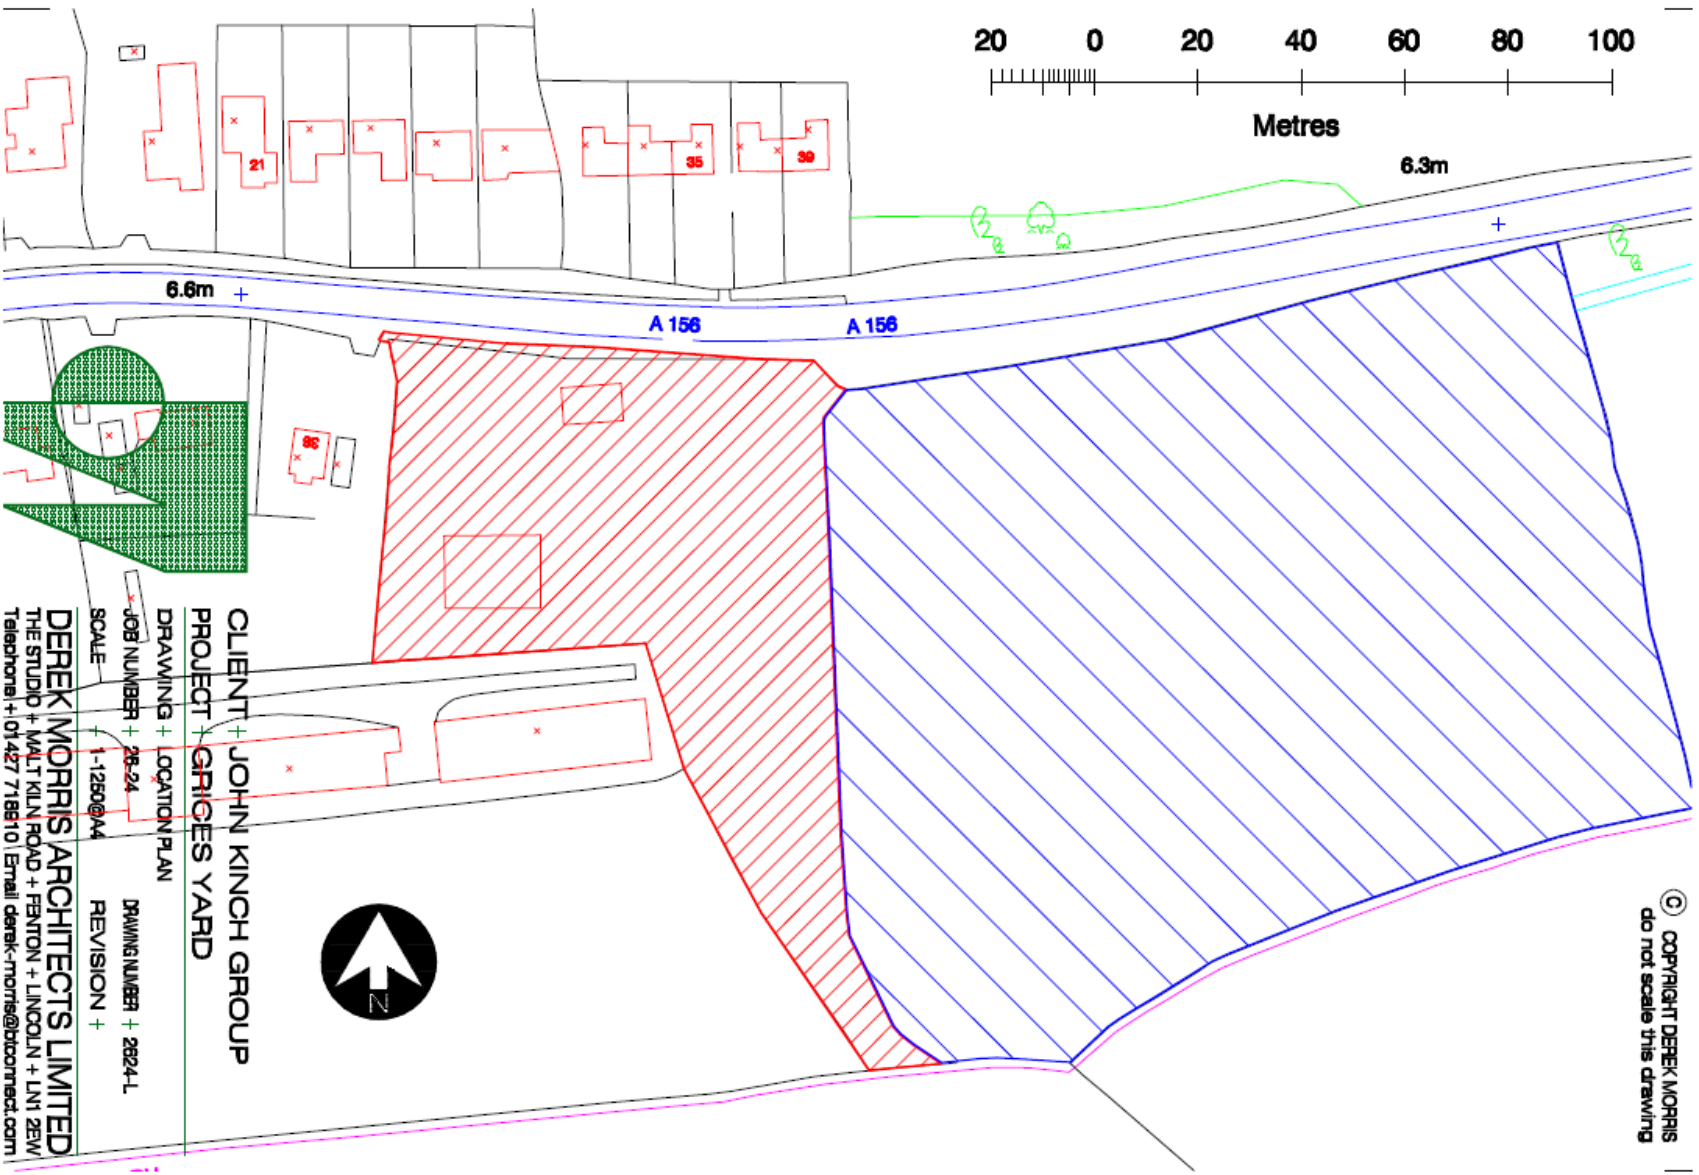 20 0 20 40 60 80 100
Metres
6.3m
21
35
39
6.6m
A 156
A 156
38
N
CLIENT + JOHN KINCH GROUP
PROJECT + GRICES YARD
DRAWING + LOCATION PLAN
JOB NUMBER + 26-24 DRAWING NUMBER + 2624-L
SCALE + 1-1250@A4 REVISION +
DEREK MORRIS ARCHITECTS LIMITED
THE STUDIO + MALT KILN ROAD + FENTON + LINCOLN + LN1 2EW
Telephone + 01427 718910 Email derek-morris@btconnect.com
© COPYRIGHT DEREK MORRIS
do not scale this drawing